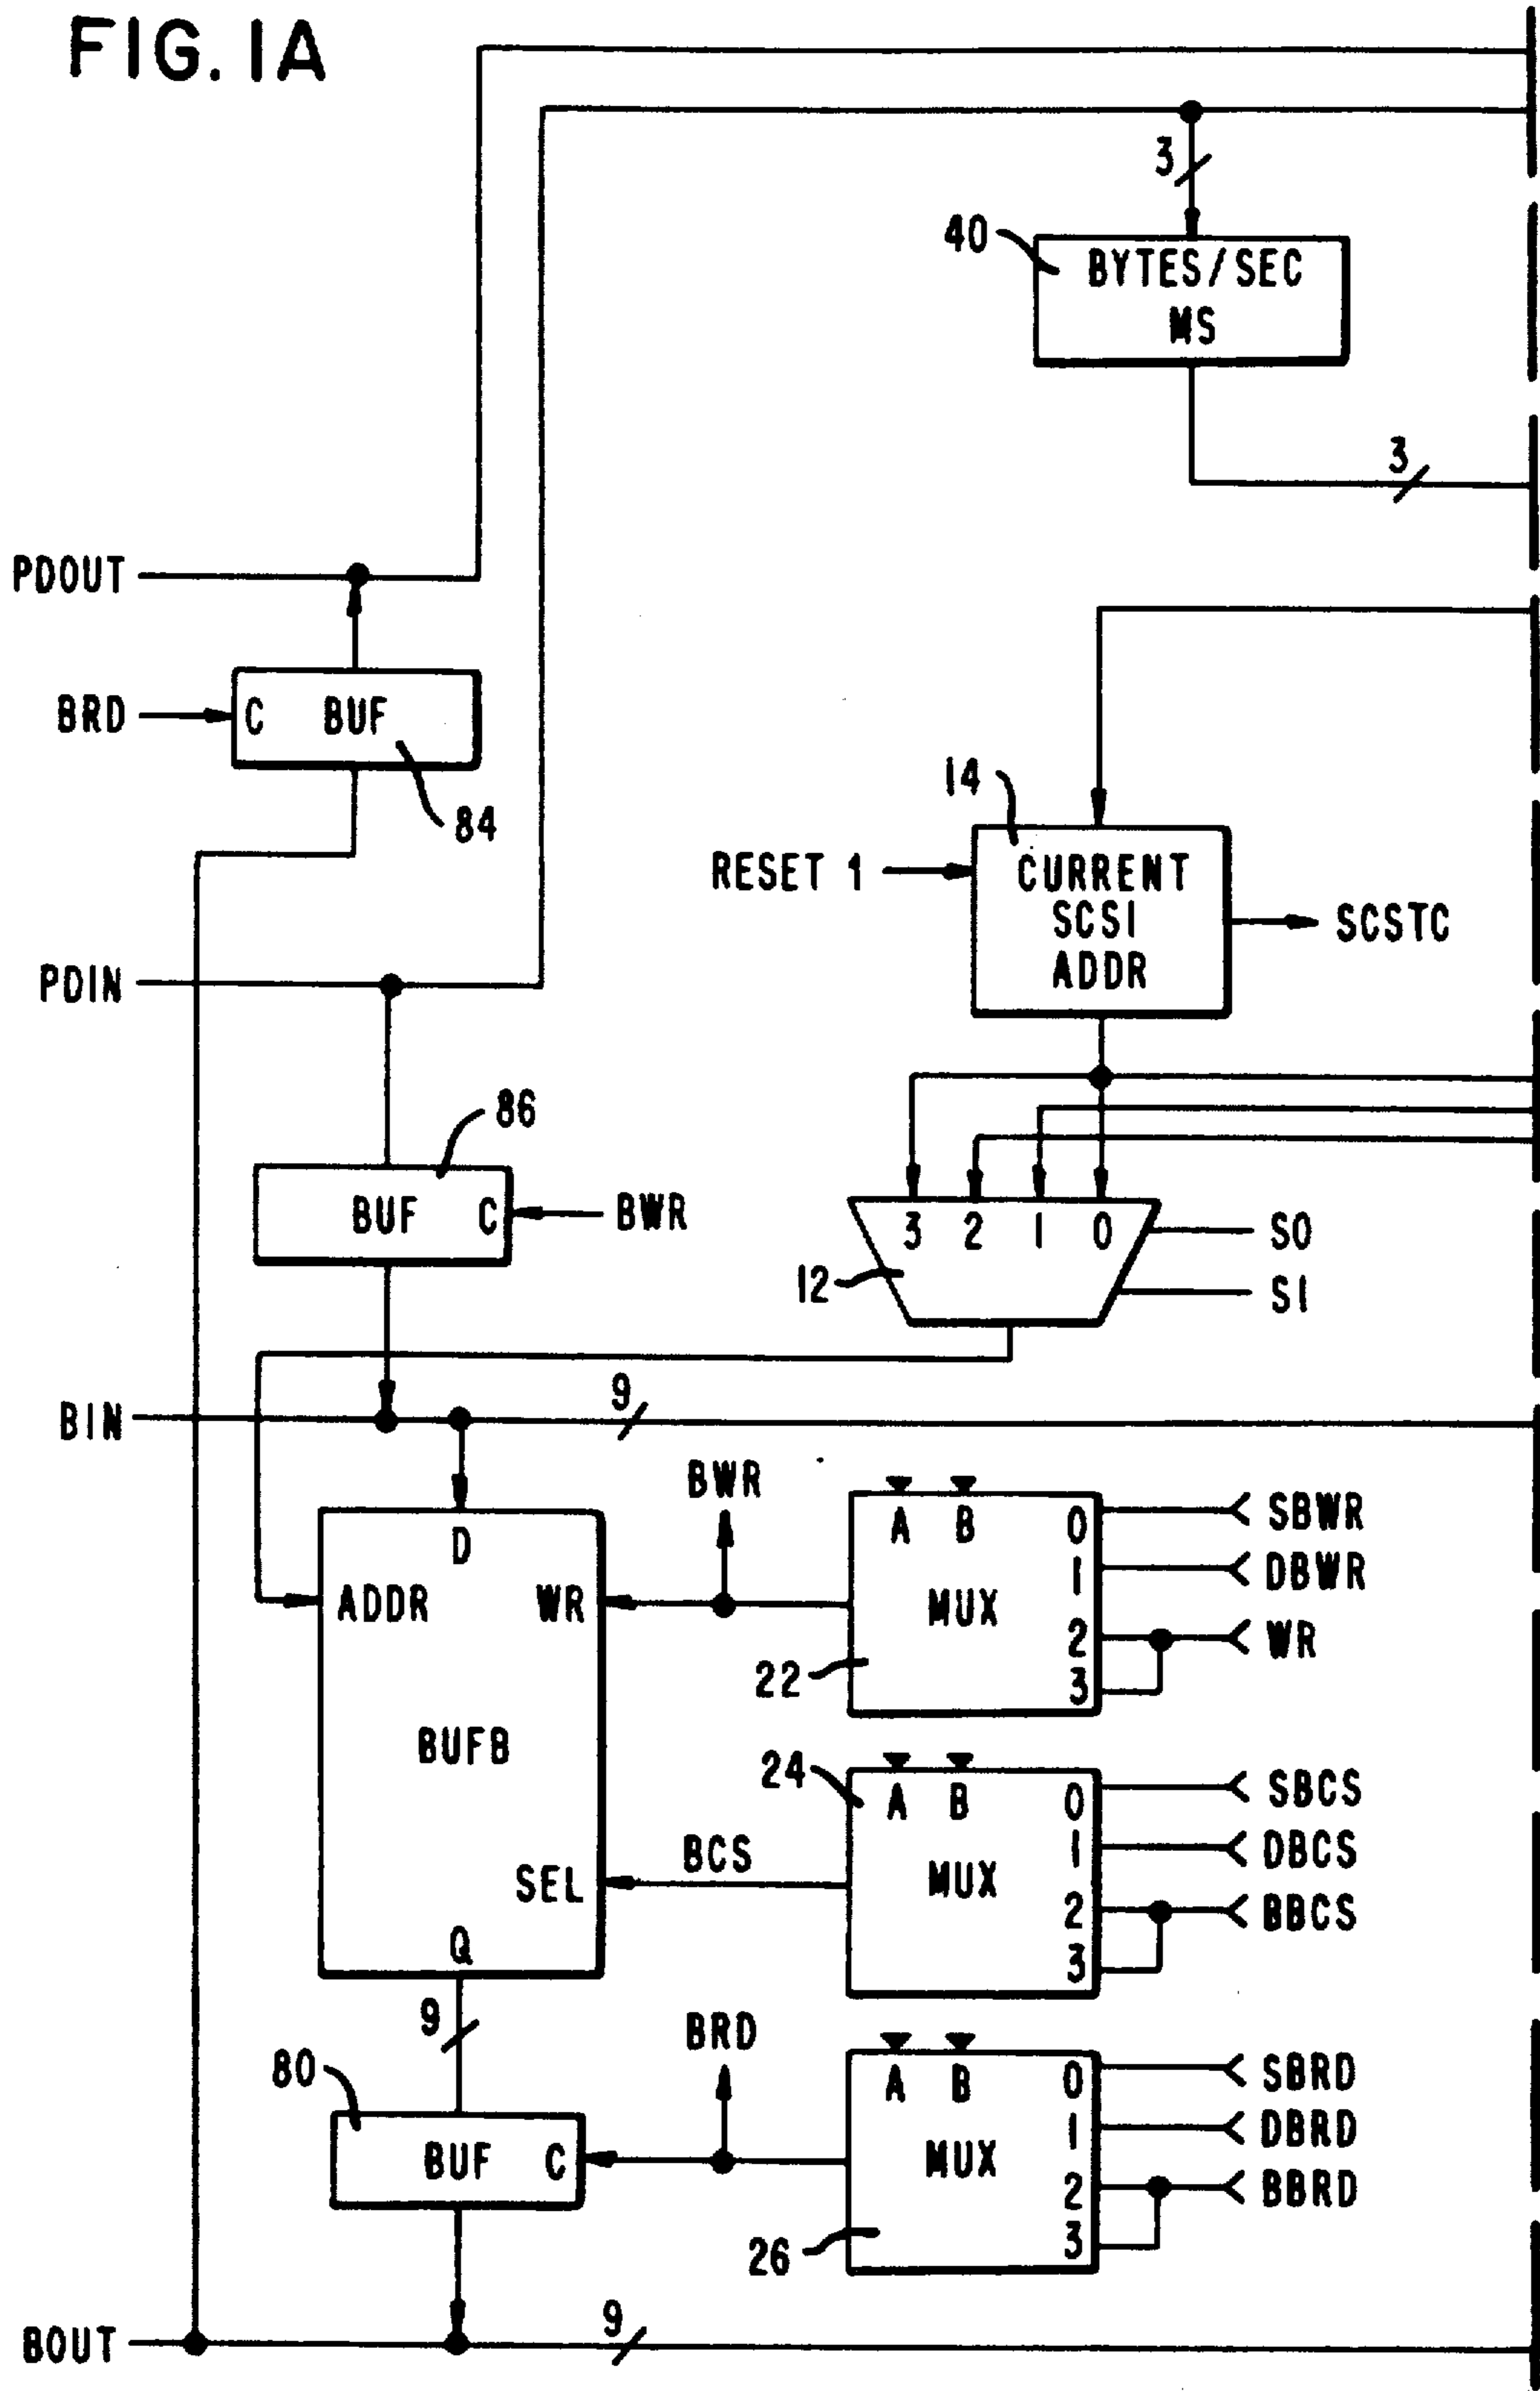 FIG. 1A
3
40
BYTES/SEC
MS
3
PDOUT
BRD
C BUF
84
14
RESET 1
CURRENT
SCSI
ADDR
SCSTC
PDIN
86
BUF C
BWR
3 2 1 0
S0
12
S1
BIN
9
BWR
A B 0
SBWR
D
1
DBWR
ADDR WR
MUX
2
WR
22
3
BUFB
24
A B 0
SBCS
BCS
1
DBCS
SEL
MUX
2
BBCS
Q
3
9
BRD
80
A B 0
SBRD
1
DBRD
BUF C
MUX
2
BBRD
26
3
BOUT
9